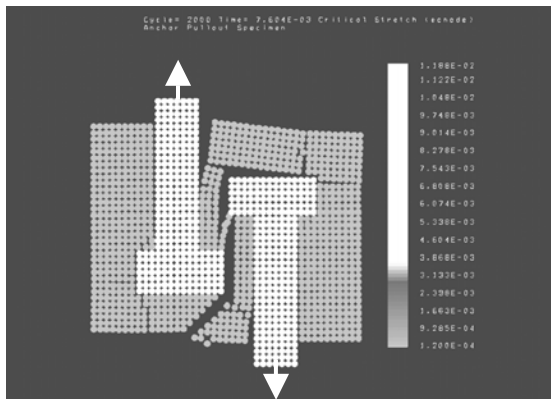 Cycle= 2000 Time= 7.604E-03 Critical Stretch (scnode)
Anchor Pullout Specimen
1.188E-02
1.122E-02
1.048E-02
9.748E-03
9.014E-03
8.278E-03
7.543E-03
6.808E-03
6.074E-03
5.338E-03
4.604E-03
3.868E-03
3.133E-03
2.398E-03
1.663E-03
9.285E-04
1.200E-04